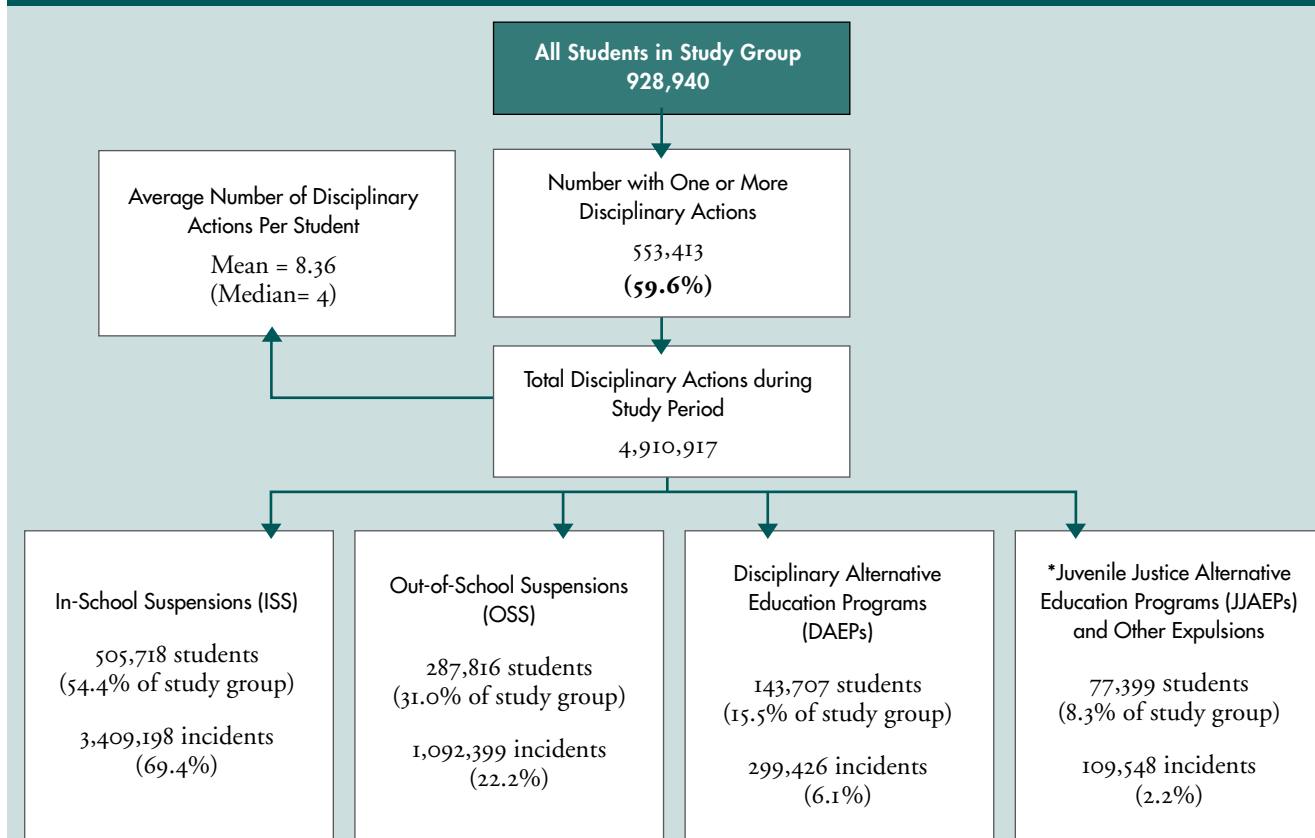 All Students in Study Group
928,940
Number with One or More
Disciplinary Actions
553,413
(59.6%)
Average Number of Disciplinary
Actions Per Student
Mean = 8.36
(Median= 4)
Total Disciplinary Actions during
Study Period
4,910,917
In-School Suspensions (ISS)
505,718 students
(54.4% of study group)
3,409,198 incidents
(69.4%)
Out-of-School Suspensions
(OSS)
287,816 students
(31.0% of study group)
1,092,399 incidents
(22.2%)
Disciplinary Alternative
Education Programs
(DAEPs)
143,707 students
(15.5% of study group)
299,426 incidents
(6.1%)
*Juvenile Justice Alternative
Education Programs (JJAEPs)
and Other Expulsions
77,399 students
(8.3% of study group)
109,548 incidents
(2.2%)